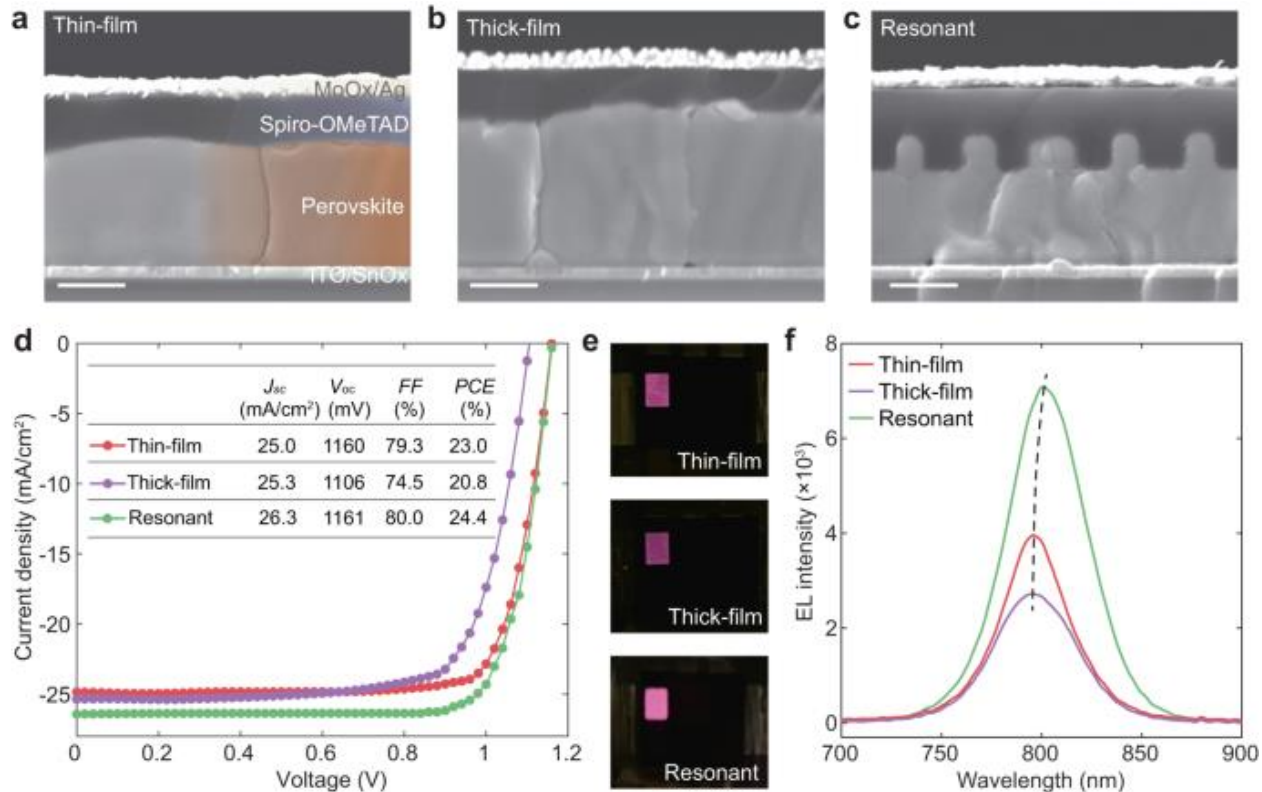 a
Thin-film
MoOx/Ag
Spiro-OMeTAD
Perovskite
ITO/SnOx
b
Thick-film
c
Resonant
d
0
-5
-10
-15
-20
-25
Current density (mA/cm²)
Jsc Voc FF PCE
(mA/cm²) (mV) (%) (%)
Thin-film 25.0 1160 79.3 23.0
Thick-film 25.3 1106 74.5 20.8
Resonant 26.3 1161 80.0 24.4
0 0.2 0.4 0.6 0.8 1 1.2
Voltage (V)
e
Thin-film
Thick-film
Resonant
f
8
6
4
2
0
EL intensity (×10³)
Thin-film
Thick-film
Resonant
700 750 800 850 900
Wavelength (nm)